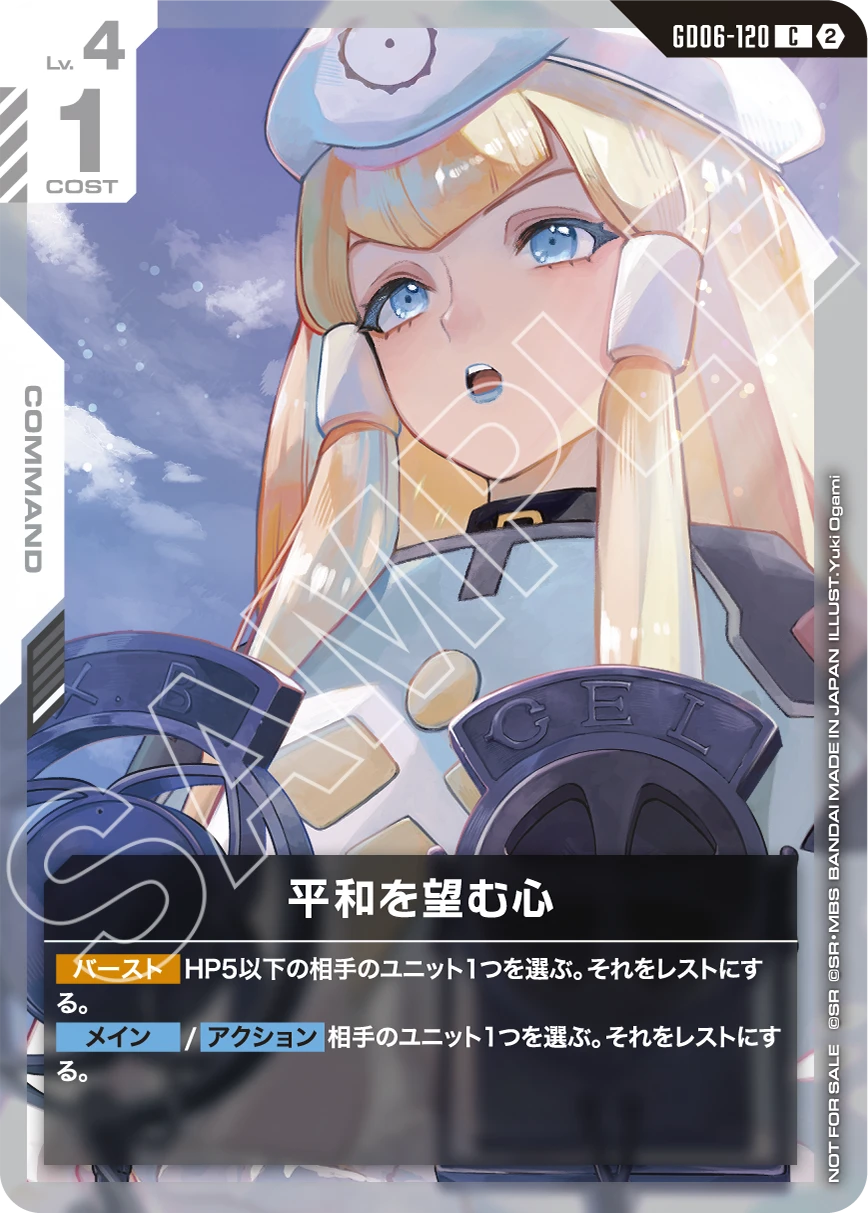 GD06-120 C 2
Lv. 4
1
COST
COMMAND
X.B
GEL
SAMPLE
平和を望む心
バースト HP5以下の相手のユニット1つを選ぶ。それをレストにす
る。
メイン / アクション 相手のユニット1つを選ぶ。それをレストにす
る。
NOT FOR SALE ©SR ©SR・MBS BANDAI MADE IN JAPAN ILLUST.Yuki Ogami